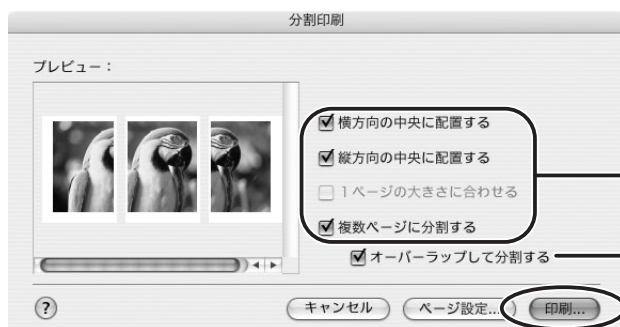 分割印刷
プレビュー：
横方向の中央に配置する
縦方向の中央に配置する
1ページの大きさに合わせる
複数ページに分割する
オーバーラップして分割する
?
キャンセル
ページ設定...
印刷...